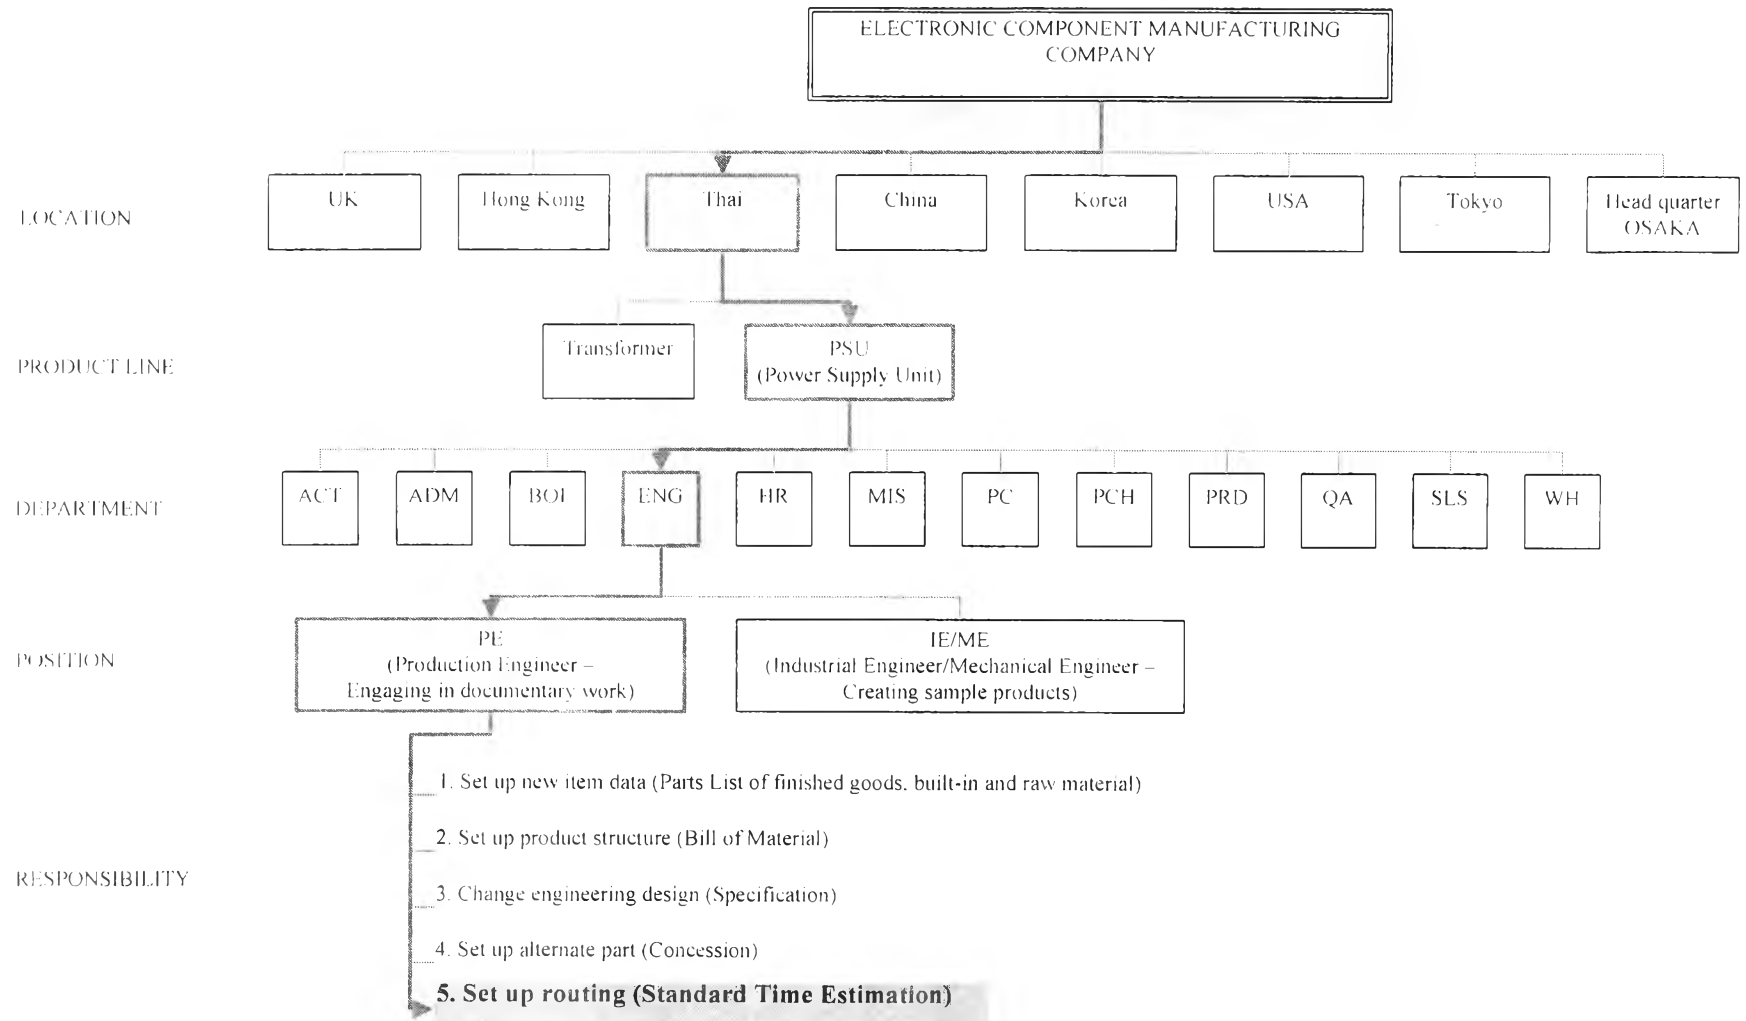 ELECTRONIC COMPONENT MANUFACTURING
COMPANY
LOCATION
UK
Hong Kong
Thai
China
Korea
USA
Tokyo
Head quarter
OSAKA
PRODUCT LINE
Transformer
PSU
(Power Supply Unit)
DEPARTMENT
ACT
ADM
BOI
ENG
HR
MIS
PC
PCH
PRD
QA
SLS
WH
POSITION
PE
(Production Engineer –
Engaging in documentary work)
IE/ME
(Industrial Engineer/Mechanical Engineer –
Creating sample products)
RESPONSIBILITY
1. Set up new item data (Parts List of finished goods, built-in and raw material)
2. Set up product structure (Bill of Material)
3. Change engineering design (Specification)
4. Set up alternate part (Concession)
5. Set up routing (Standard Time Estimation)